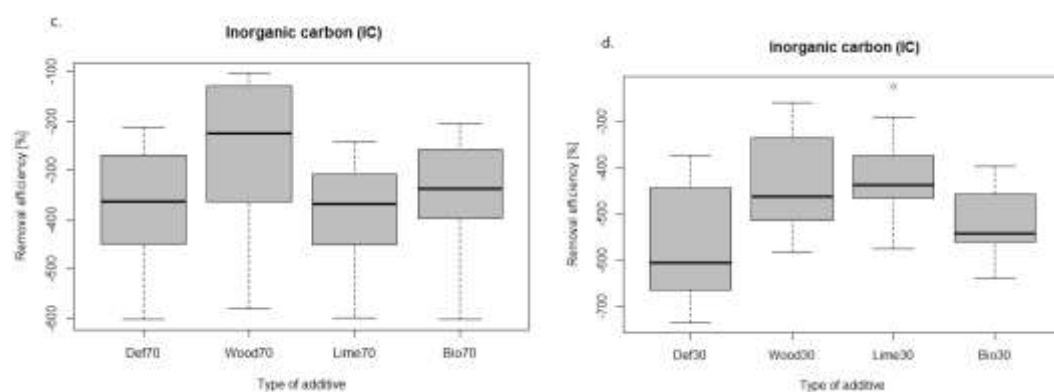 c.
Inorganic carbon (IC)
Removal efficiency [%]
-100
-200
-300
-400
-500
-600
Def70
Wood70
Lime70
Bio70
Type of additive
d.
Inorganic carbon (IC)
Removal efficiency [%]
-300
-400
-500
-600
-700
Def30
Wood30
Lime30
Bio30
Type of additive